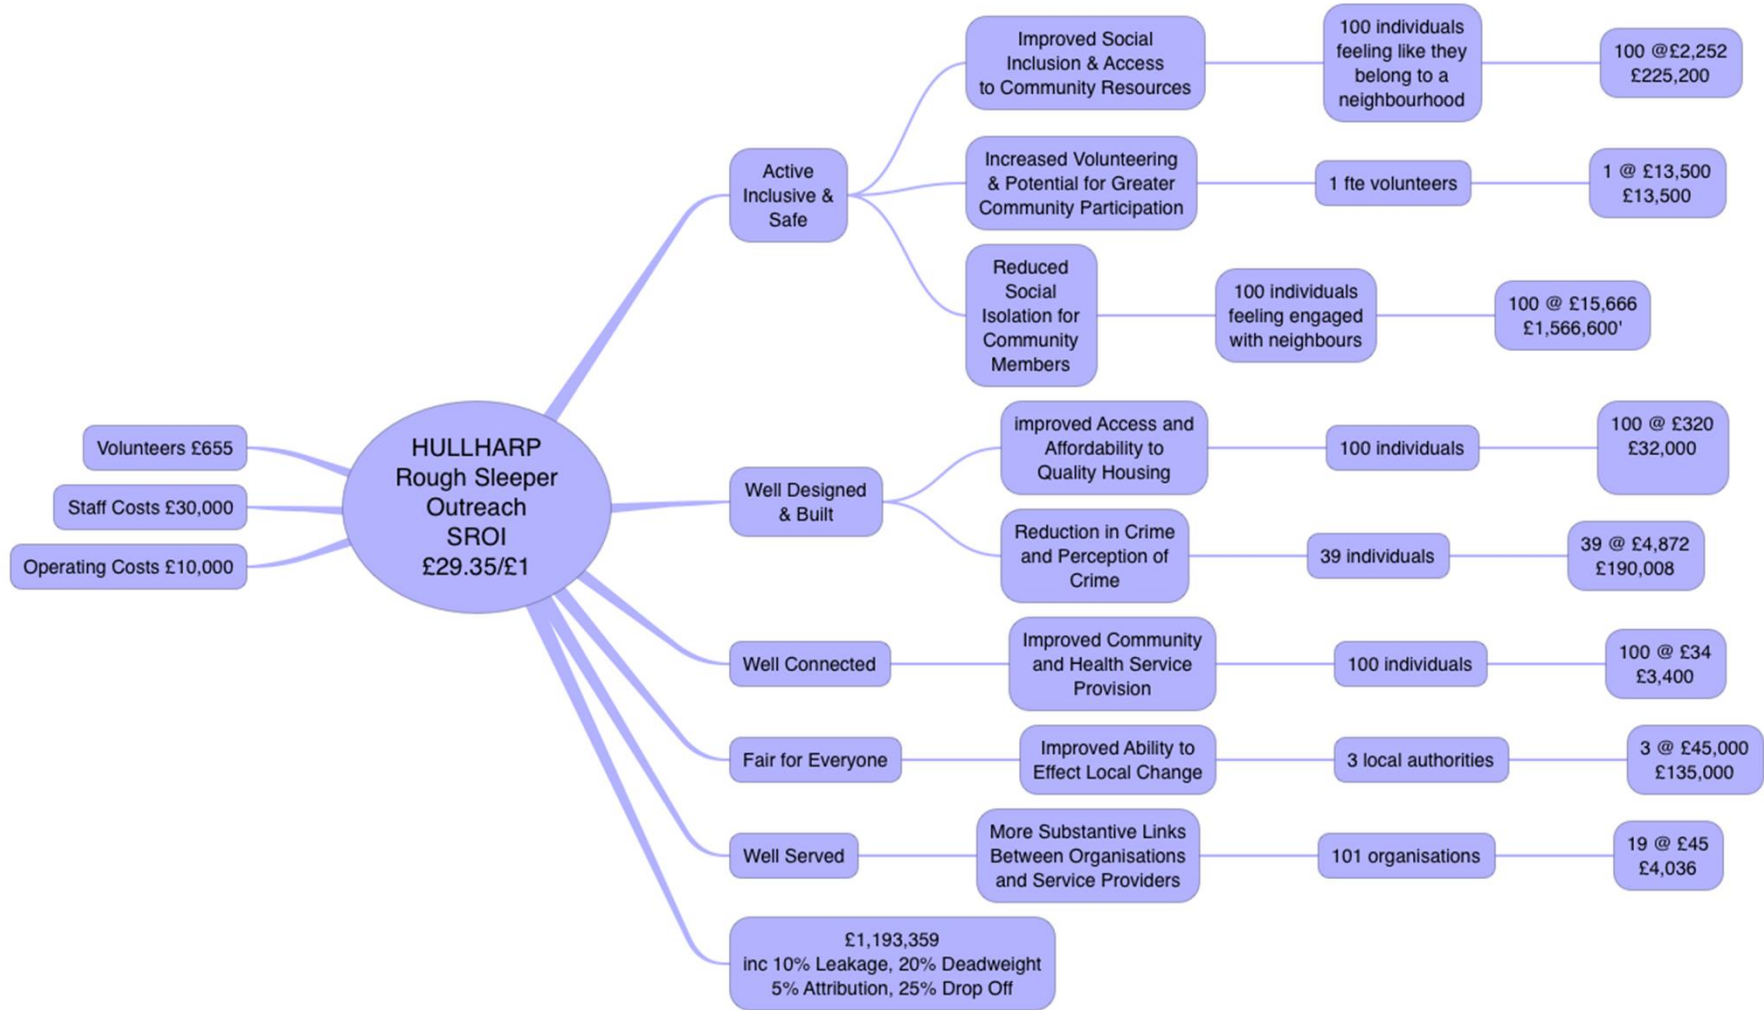 Volunteers £655
Staff Costs £30,000
Operating Costs £10,000
HULLHARP
Rough Sleeper
Outreach
SROI
£29.35/£1
Active
Inclusive &
Safe
Improved Social
Inclusion & Access
to Community Resources
100 individuals
feeling like they
belong to a
neighbourhood
100 @£2,252
£225,200
Increased Volunteering
& Potential for Greater
Community Participation
1 fte volunteers
1 @ £13,500
£13,500
Reduced
Social
Isolation for
Community
Members
100 individuals
feeling engaged
with neighbours
100 @ £15,666
£1,566,600'
Well Designed
& Built
improved Access and
Affordability to
Quality Housing
100 individuals
100 @ £320
£32,000
Reduction in Crime
and Perception of
Crime
39 individuals
39 @ £4,872
£190,008
Well Connected
Improved Community
and Health Service
Provision
100 individuals
100 @ £34
£3,400
Fair for Everyone
Improved Ability to
Effect Local Change
3 local authorities
3 @ £45,000
£135,000
Well Served
More Substantive Links
Between Organisations
and Service Providers
101 organisations
19 @ £45
£4,036
£1,193,359
inc 10% Leakage, 20% Deadweight
5% Attribution, 25% Drop Off